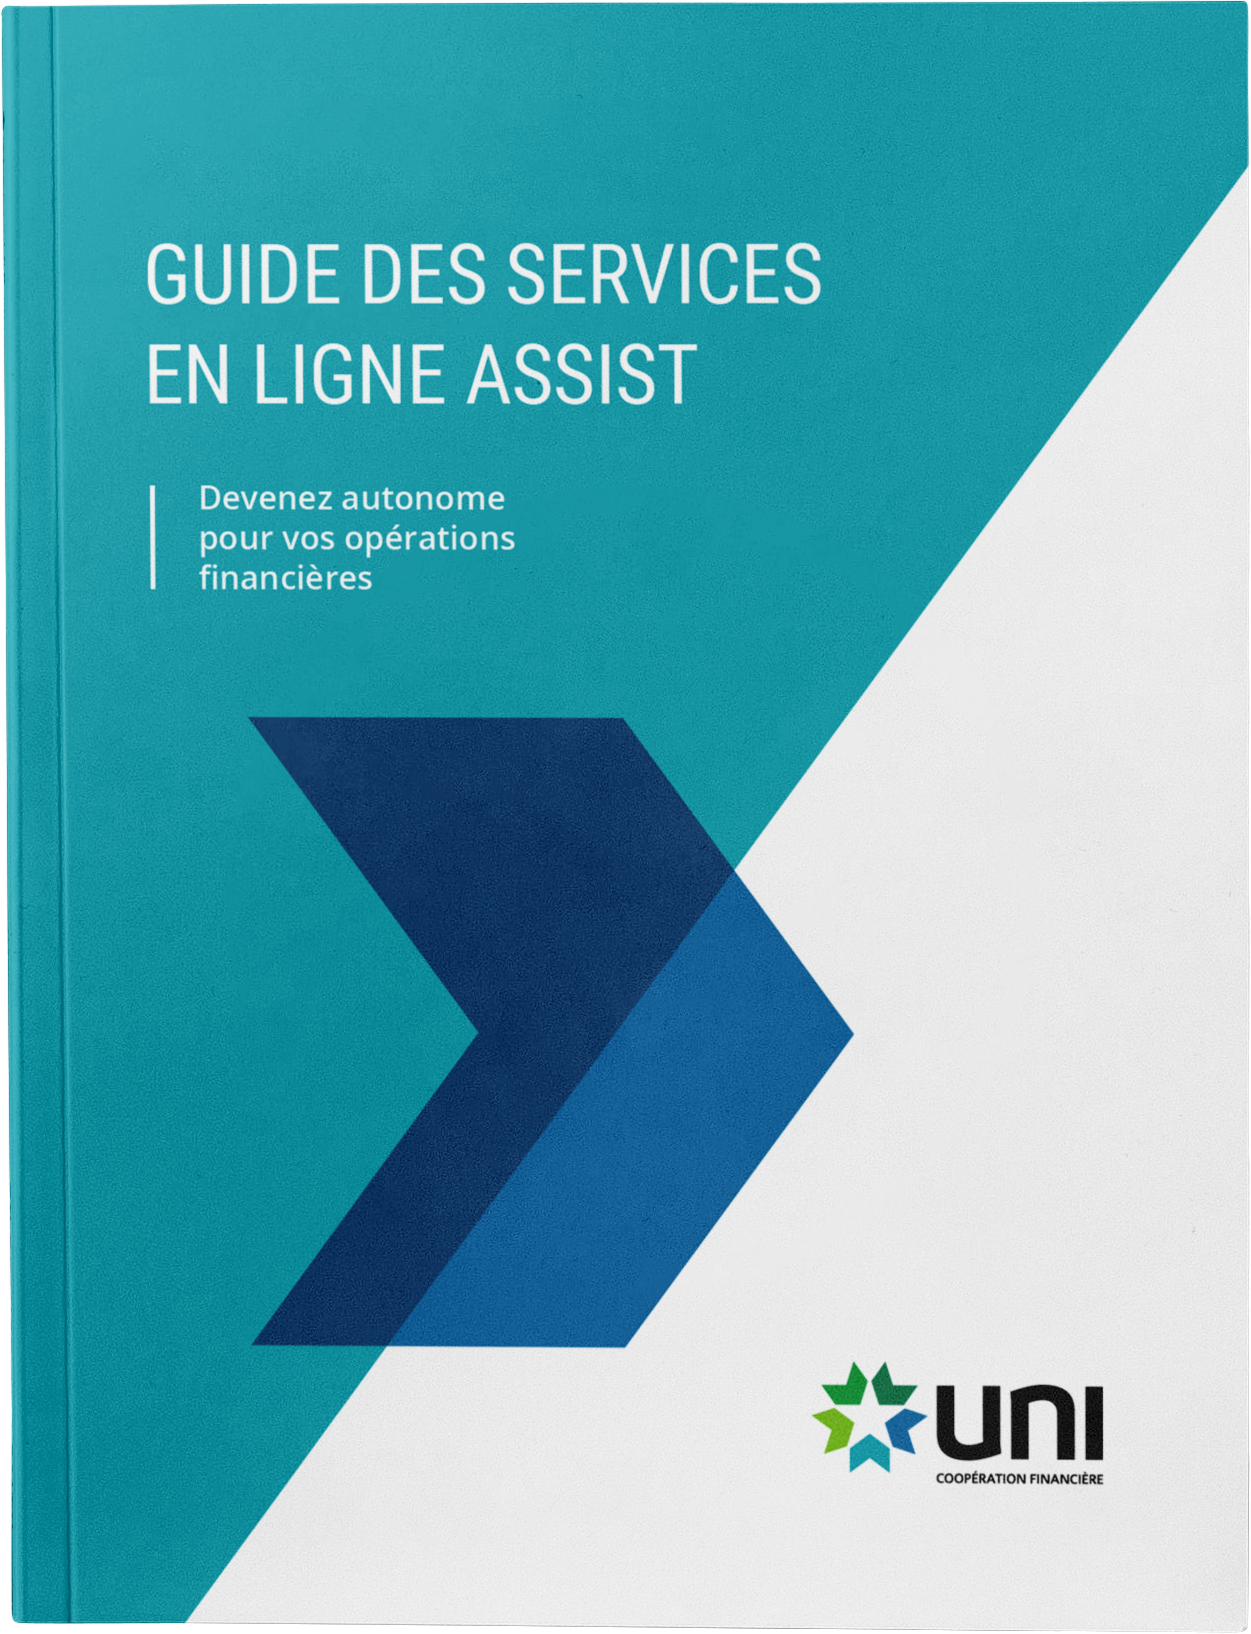 GUIDE DES SERVICES
EN LIGNE ASSIST
Devenez autonome
pour vos opérations
financières
UNI
COOPÉRATION FINANCIÈRE